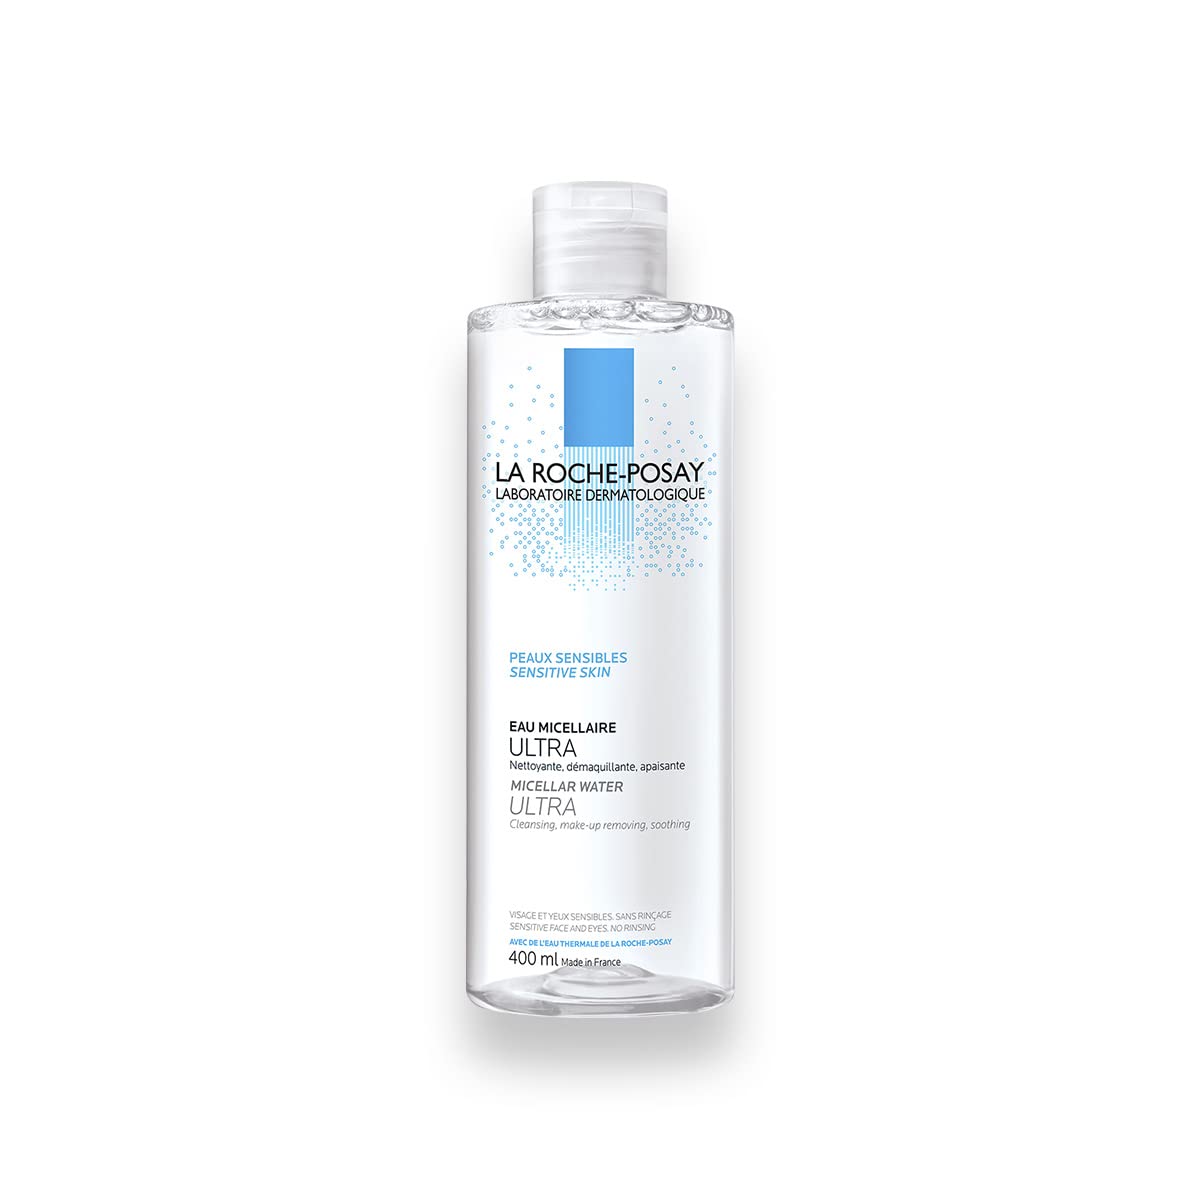 LA ROCHE-POSAY
LABORATOIRE DERMATOLOGIQUE
PEAUX SENSIBLES
SENSITIVE SKIN
EAU MICELLAIRE
ULTRA
Nettoyante, démaquillante, apaisante
MICELLAR WATER
ULTRA
Cleansing, make-up removing, soothing
VISAGE ET YEUX SENSIBLES. SANS RINÇAGE
SENSITIVE FACE AND EYES. NO RINSING
AVEC DE L'EAU THERMALE DE LA ROCHE-POSAY
400 ml Made in France